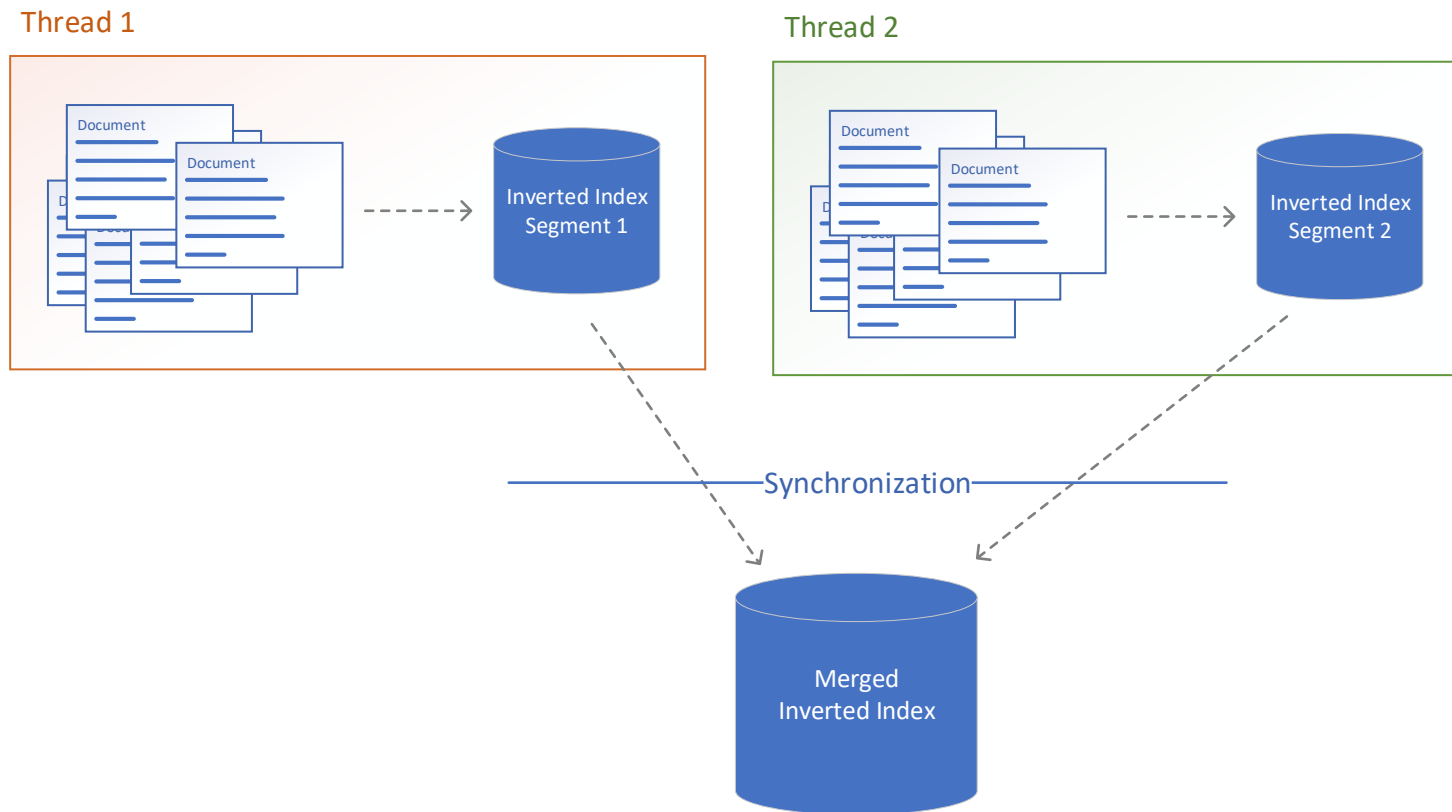 Thread 1
Thread 2
Document
Document
Inverted Index
Segment 1
Document
Document
Inverted Index
Segment 2
Synchronization
Merged
Inverted Index